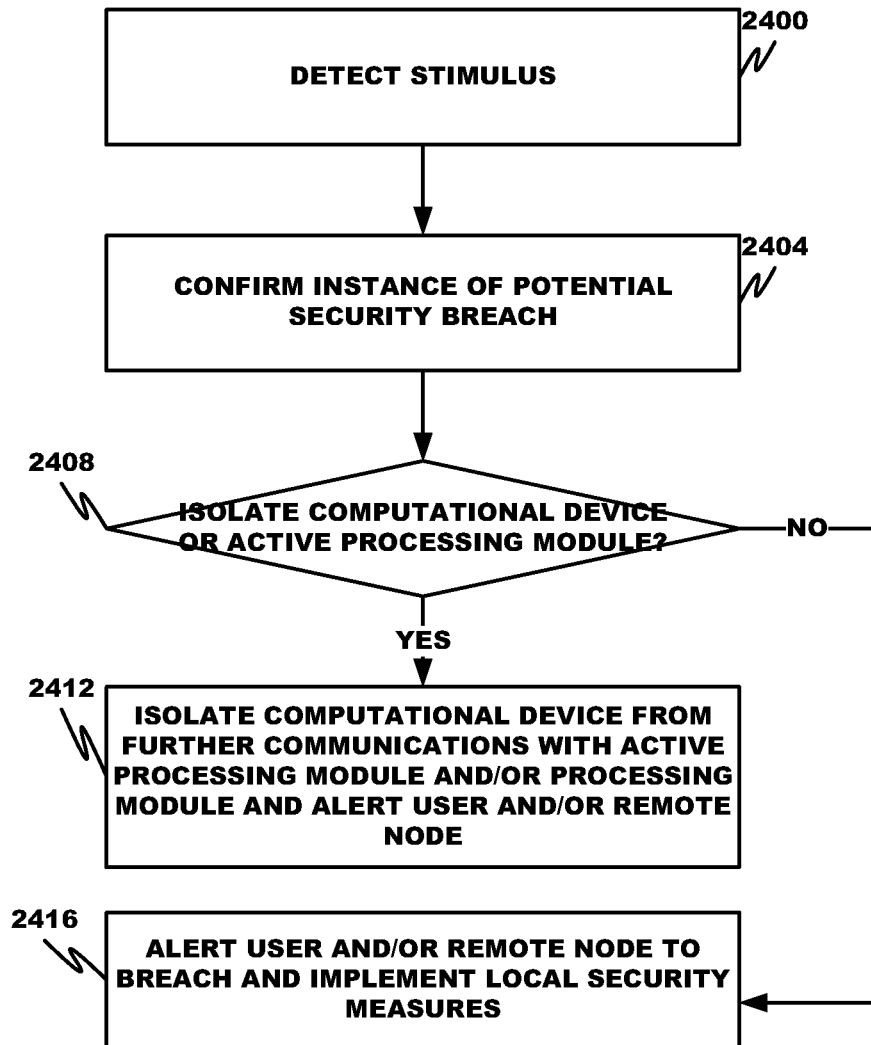 2400
DETECT STIMULUS
2404
CONFIRM INSTANCE OF POTENTIAL
SECURITY BREACH
2408
ISOLATE COMPUTATIONAL DEVICE
OR ACTIVE PROCESSING MODULE?
NO
YES
2412
ISOLATE COMPUTATIONAL DEVICE FROM
FURTHER COMMUNICATIONS WITH ACTIVE
PROCESSING MODULE AND/OR PROCESSING
MODULE AND ALERT USER AND/OR REMOTE
NODE
2416
ALERT USER AND/OR REMOTE NODE TO
BREACH AND IMPLEMENT LOCAL SECURITY
MEASURES